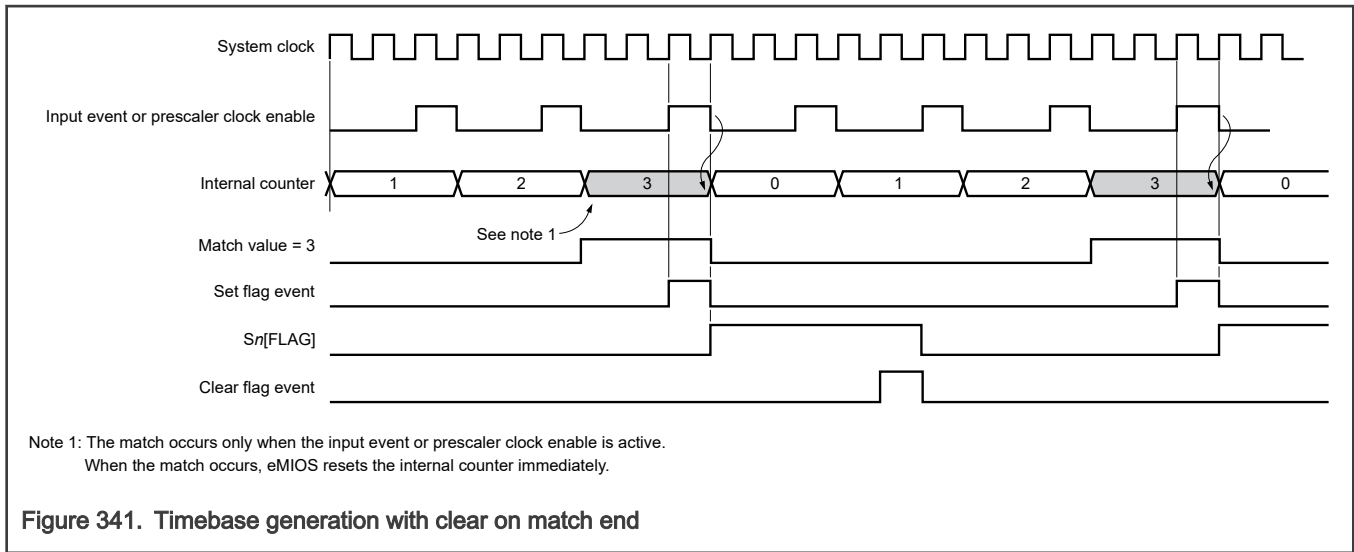 System clock
Input event or prescaler clock enable
Internal counter
1 2 3 0 1 2 3 0
See note 1
Match value = 3
Set flag event
Sn[FLAG]
Clear flag event
Note 1: The match occurs only when the input event or prescaler clock enable is active.
When the match occurs, eMIOS resets the internal counter immediately.
Figure 341. Timebase generation with clear on match end